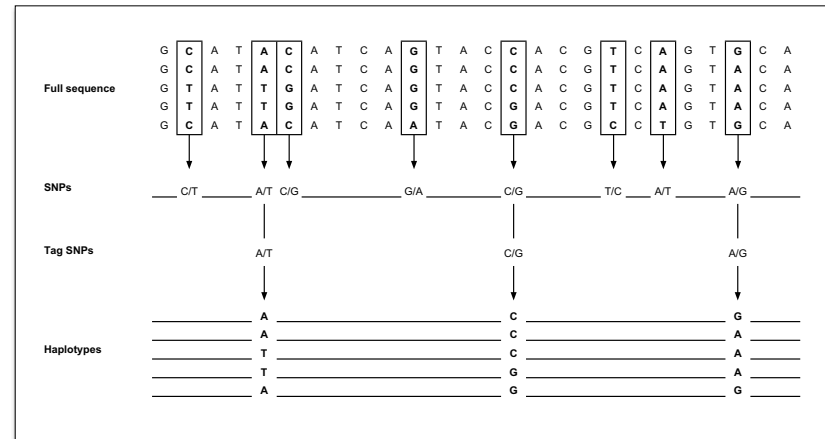 G C A T A C A T C A G T A C C A C G T C A G T G C A
G C A T A C A T C A G T A C C A C G T C A G T A C A
Full sequence G T A T T G A T C A G T A C C A C G T C A G T A C A
G T A T T G A T C A G T A C G A C G T C A G T A C A
G C A T A C A T C A A T A C G A C G C C T G T G C A
SNPs C/T A/T C/G G/A C/G T/C A/T A/G
Tag SNPs A/T C/G A/G
A C G
A C A
Haplotypes T C A
T G A
A G G